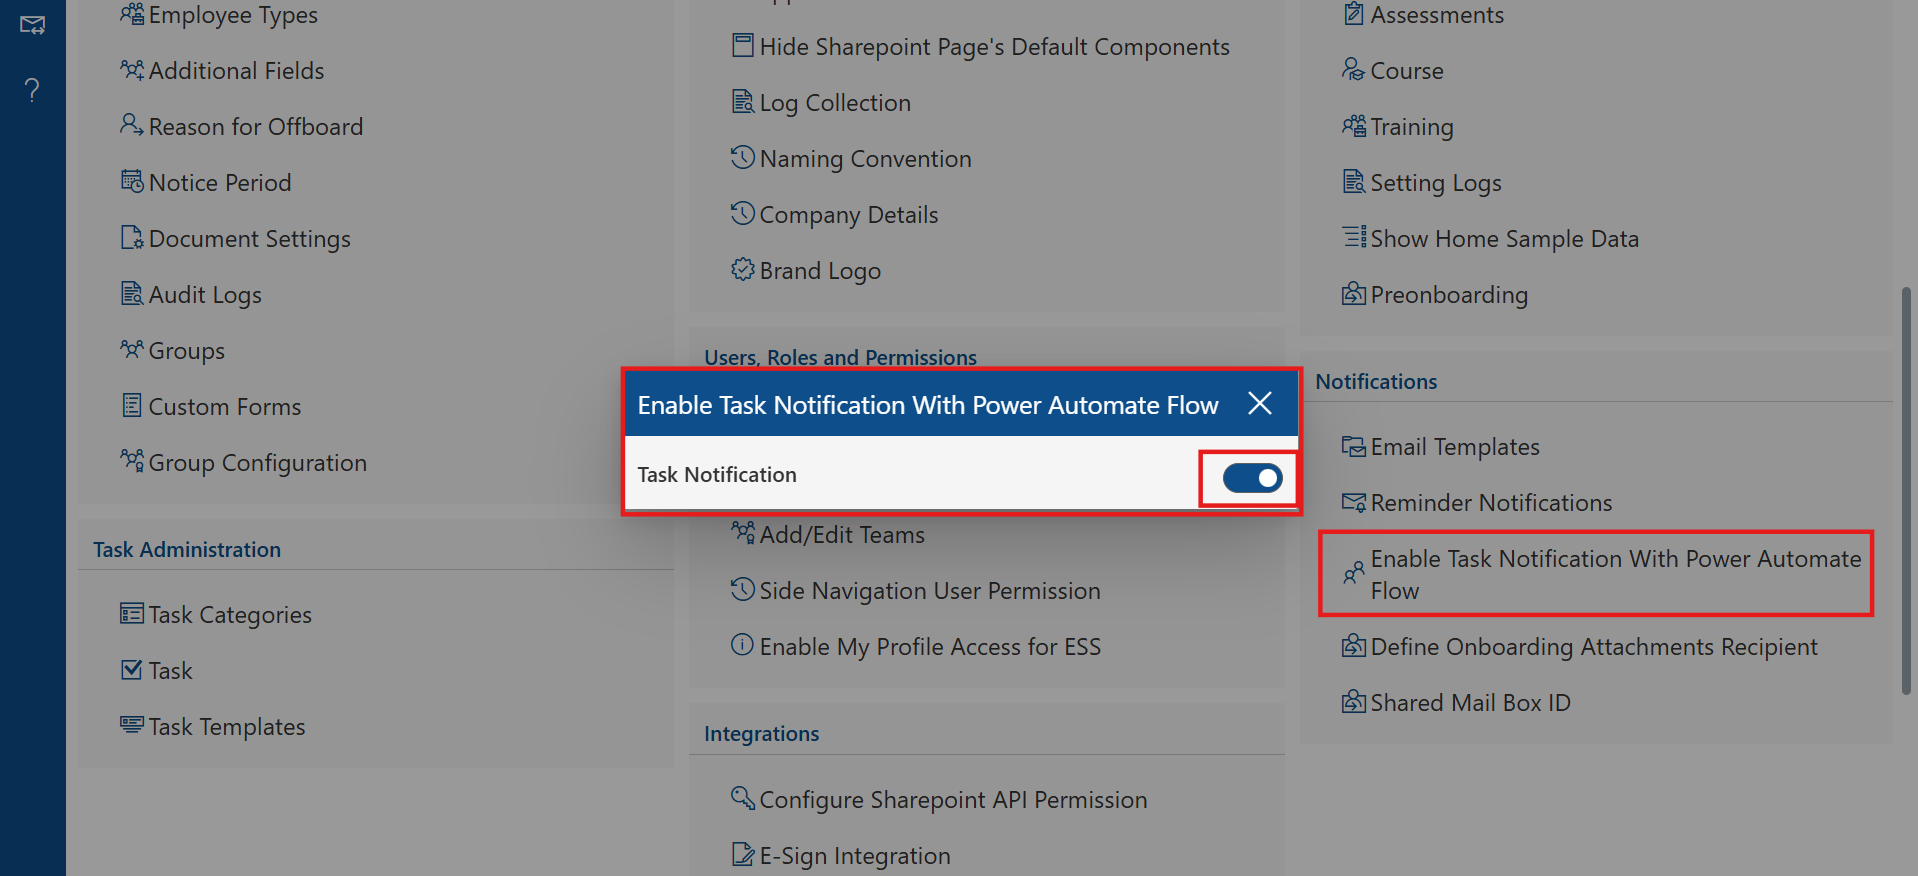 Employee Types
Additional Fields
Reason for Offboard
Notice Period
Document Settings
Audit Logs
Groups
Custom Forms
Group Configuration
Task Administration
Task Categories
Task
Task Templates
Hide Sharepoint Page's Default Components
Log Collection
Naming Convention
Company Details
Brand Logo
Users, Roles and Permissions
Enable Task Notification With Power Automate Flow
Task Notification
Add/Edit Teams
Side Navigation User Permission
Enable My Profile Access for ESS
Integrations
Configure Sharepoint API Permission
E-Sign Integration
Assessments
Course
Training
Setting Logs
Show Home Sample Data
Preonboarding
Notifications
Email Templates
Reminder Notifications
Enable Task Notification With Power Automate
Flow
Define Onboarding Attachments Recipient
Shared Mail Box ID